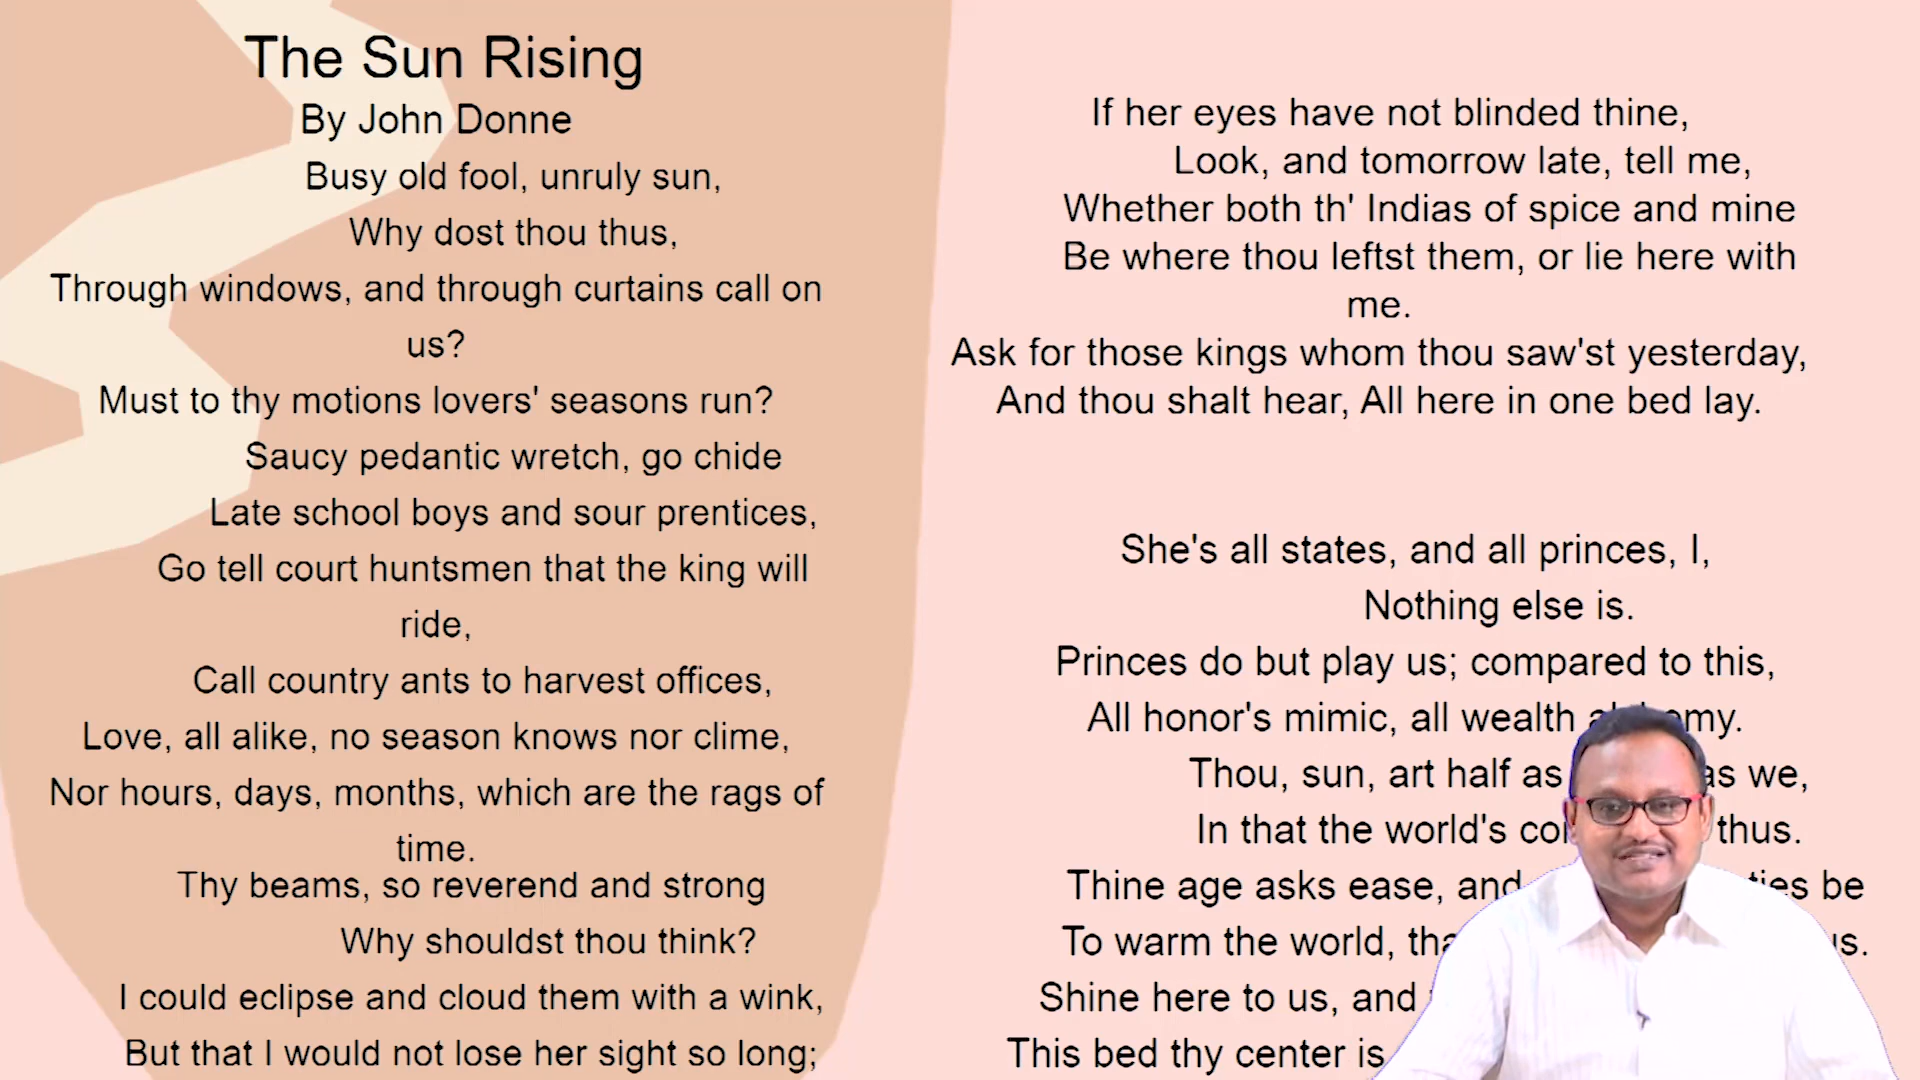 The Sun Rising
By John Donne
Busy old fool, unruly sun,
Why dost thou thus,
Through windows, and through curtains call on
us?
Must to thy motions lovers' seasons run?
Saucy pedantic wretch, go chide
Late school boys and sour prentices,
Go tell court huntsmen that the king will
ride,
Call country ants to harvest offices,
Love, all alike, no season knows nor clime,
Nor hours, days, months, which are the rags of
time.
Thy beams, so reverend and strong
Why shouldst thou think?
I could eclipse and cloud them with a wink,
But that I would not lose her sight so long;
If her eyes have not blinded thine,
Look, and tomorrow late, tell me,
Whether both th' Indias of spice and mine
Be where thou leftst them, or lie here with
me.
Ask for those kings whom thou saw'st yesterday,
And thou shalt hear, All here in one bed lay.
She's all states, and all princes, I,
Nothing else is.
Princes do but play us; compared to this,
All honor's mimic, all wealth
Thou, sun, art half as as we,
In that the world's thus.
Thine age asks ease, and be
To warm the world,
Shine here to us, and
This bed thy center is